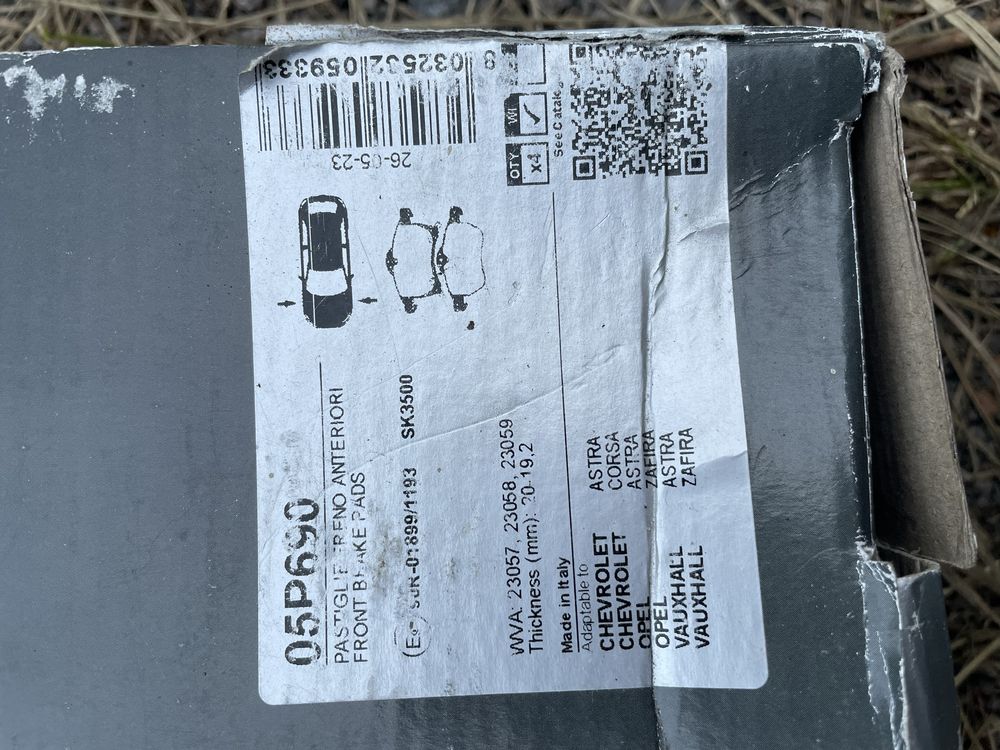 05P690
PASTIGLIE FRENO ANTERIORI
FRONT BRAKE PADS
90R-01899/1193 SK3500
WVA: 23057, 23058, 23059
Thickness (mm): 20-19,2
Made in Italy
Adaptable to
CHEVROLET ASTRA
CHEVROLET CORSA
OPEL ASTRA
OPEL ZAFIRA
VAUXHALL ASTRA
VAUXHALL ZAFIRA
26-05-23
8 032532 059333
QTY WI
x4
See Catalog